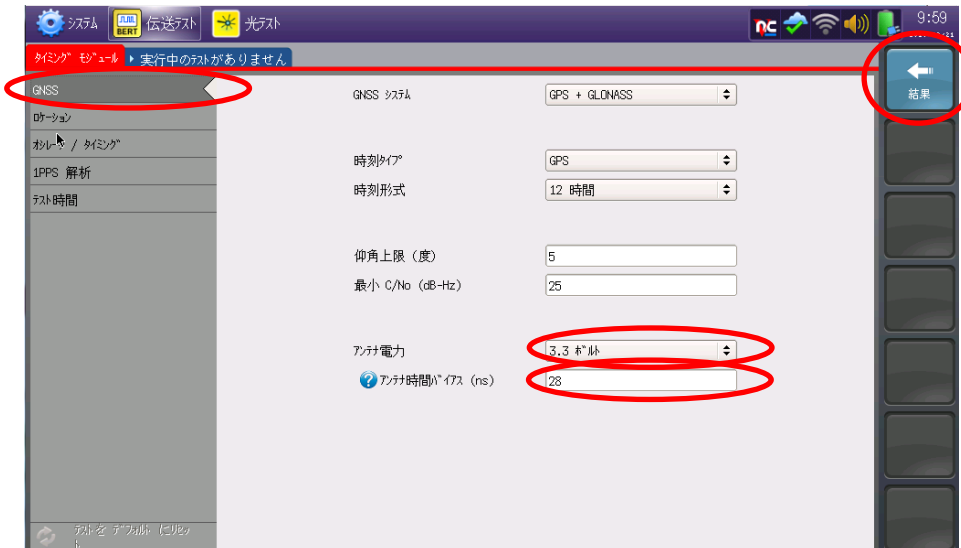 システム
BERT
伝送テスト
光テスト
nc
9:59
タイミング モジュール
実行中のテストがありません
結果
GNSS
GNSS システム
GPS + GLONASS
ロケーション
オシレータ / タイミング
時刻タイプ
GPS
1PPS 解析
時刻形式
12 時間
テスト時間
仰角上限 (度)
5
最小 C/No (dB-Hz)
25
アンテナ電力
3.3 ボルト
アンテナ時間バイアス (ns)
28
テストを デフォルト にリセット